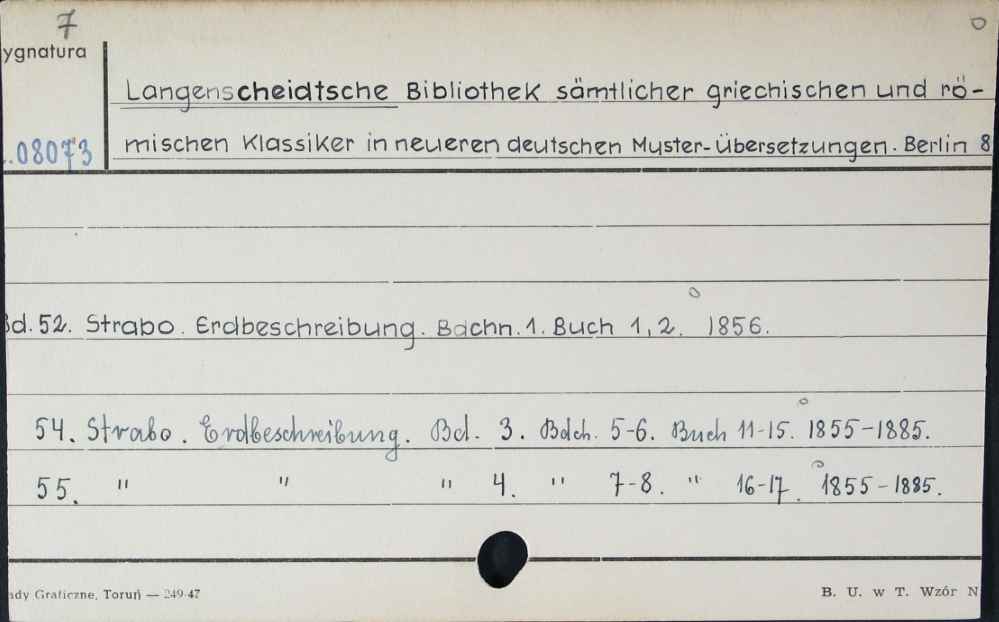 7
ygnatura
Langenscheidtsche Bibliothek sämtlicher griechischen und rö-
..08073
mischen Klassiker in neueren deutschen Muster-Übersetzungen. Berlin 8
Bd. 52. Strabo. Erdbeschreibung. Bdchn. 1. Buch 1, 2. 1856.
54. Strabo. Erdbeschreibung. Bd. 3. Bdch. 5-6. Buch 11-15. 1855-1885.
55. " " " 4. " 7-8. " 16-17. 1855-1885.
ady Graficzne, Toruń — 249-47
B. U. w T. Wzór N